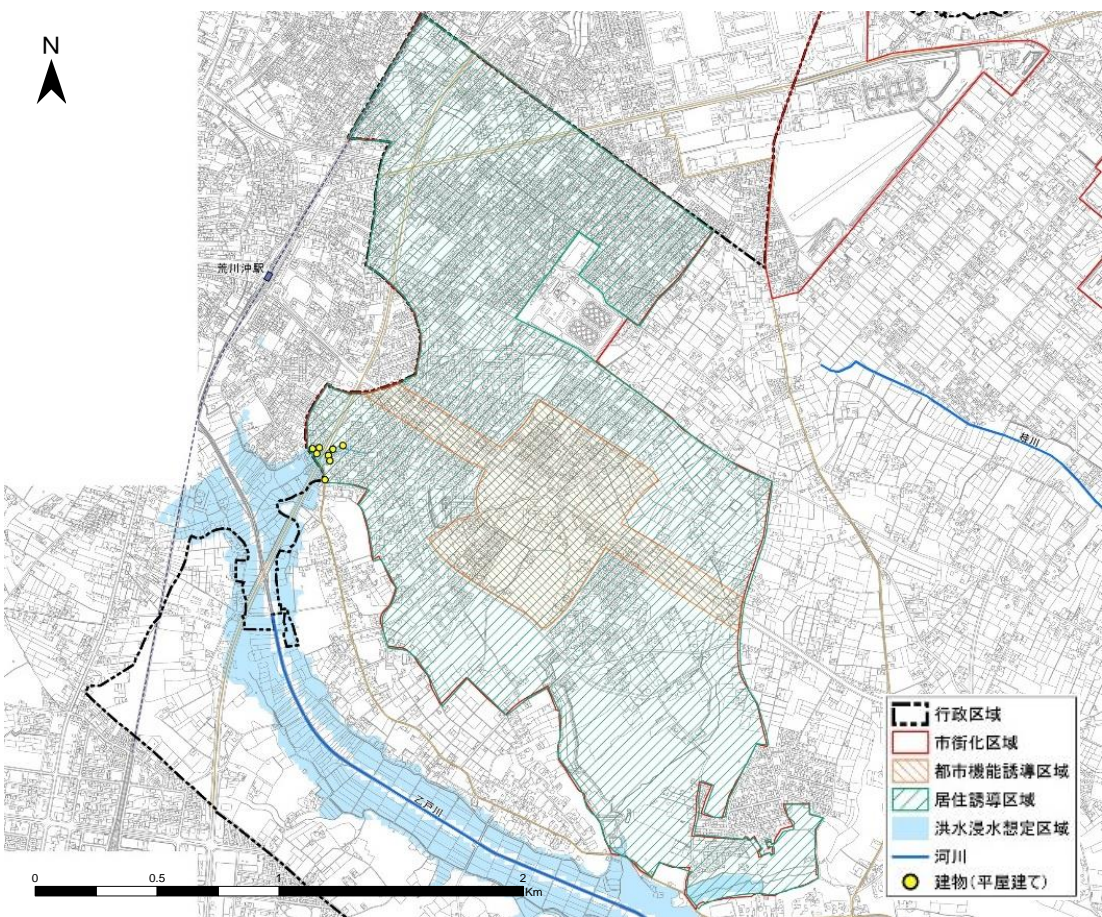 N
荒川沖駅
桂川
乙戸川
行政区域
市街化区域
都市機能誘導区域
居住誘導区域
洪水浸水想定区域
河川
建物(平屋建て)
0 0.5 1 2
Km